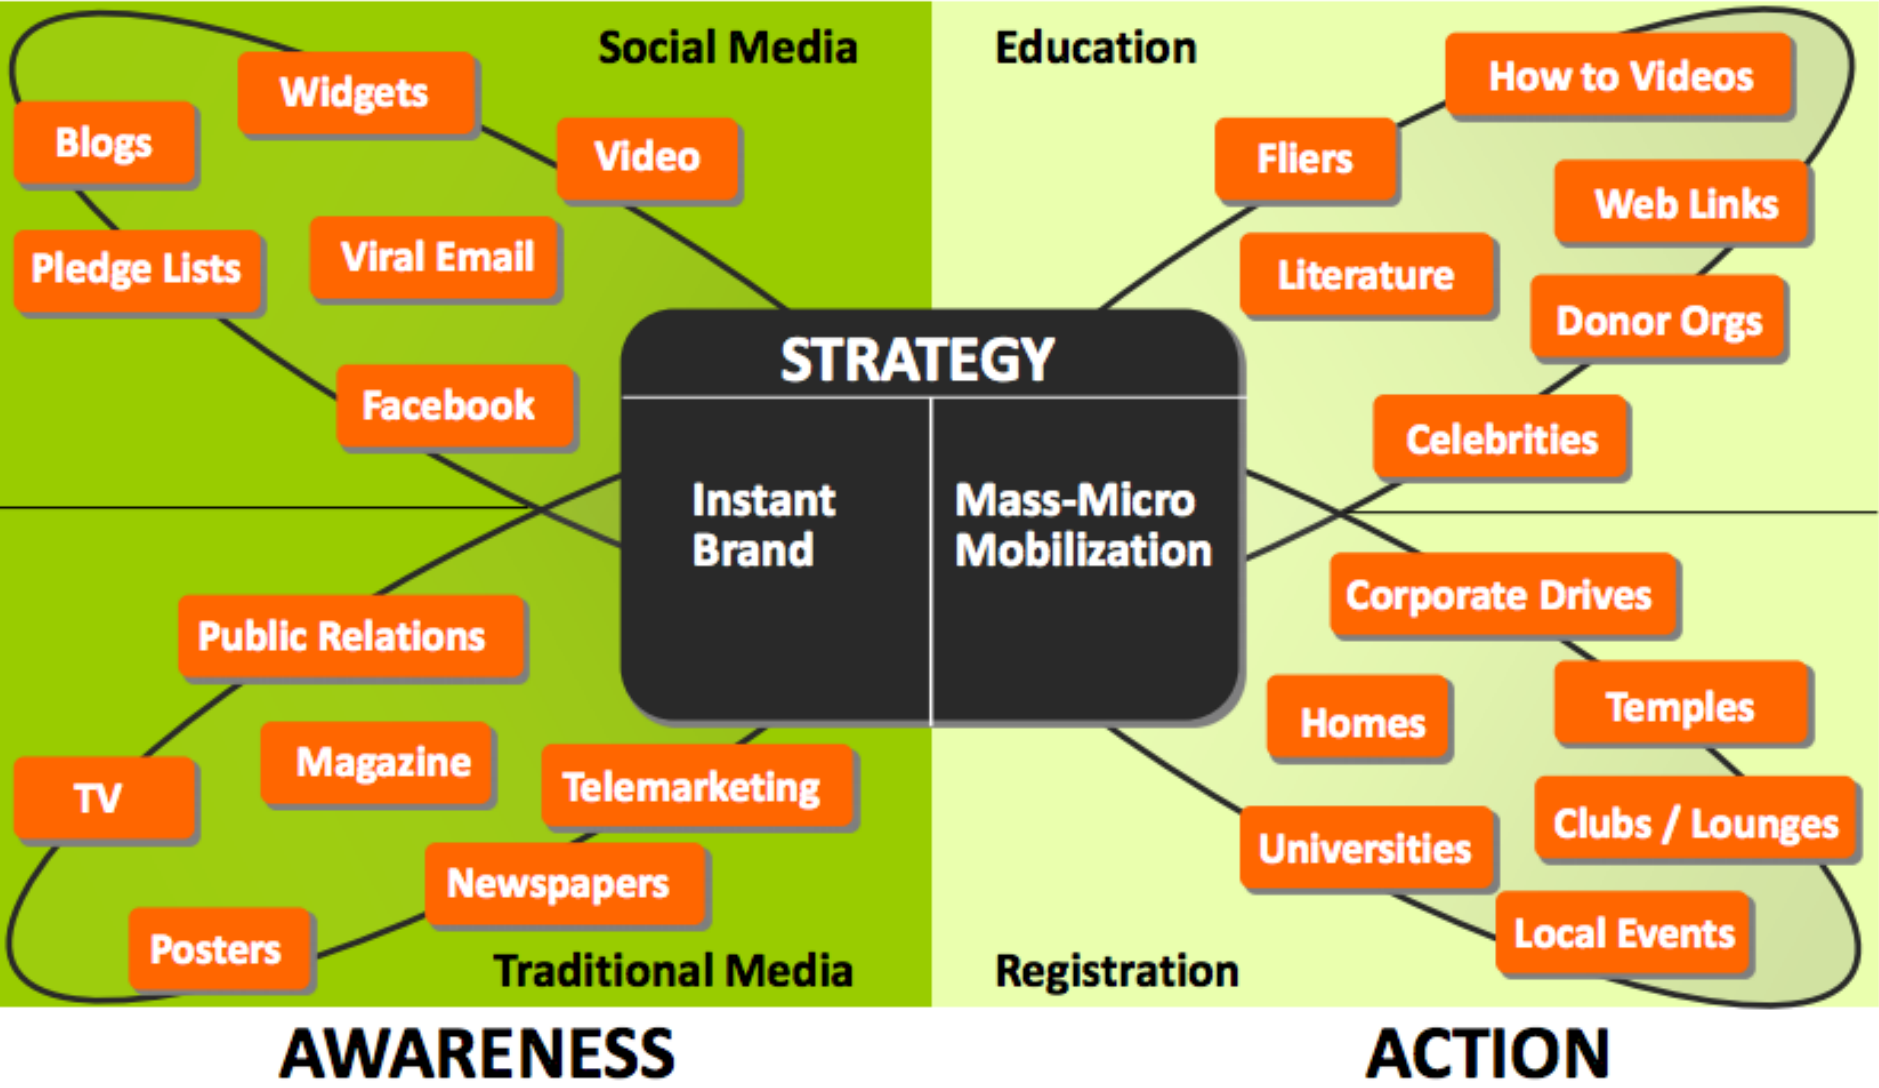 Social Media
Widgets
Blogs
Video
Viral Email
Pledge Lists
Facebook
Education
How to Videos
Fliers
Web Links
Literature
Donor Orgs
Celebrities
STRATEGY
Instant
Brand
Mass-Micro
Mobilization
Public Relations
Magazine
TV
Telemarketing
Newspapers
Posters
Traditional Media
Corporate Drives
Temples
Homes
Clubs / Lounges
Universities
Local Events
Registration
AWARENESS
ACTION